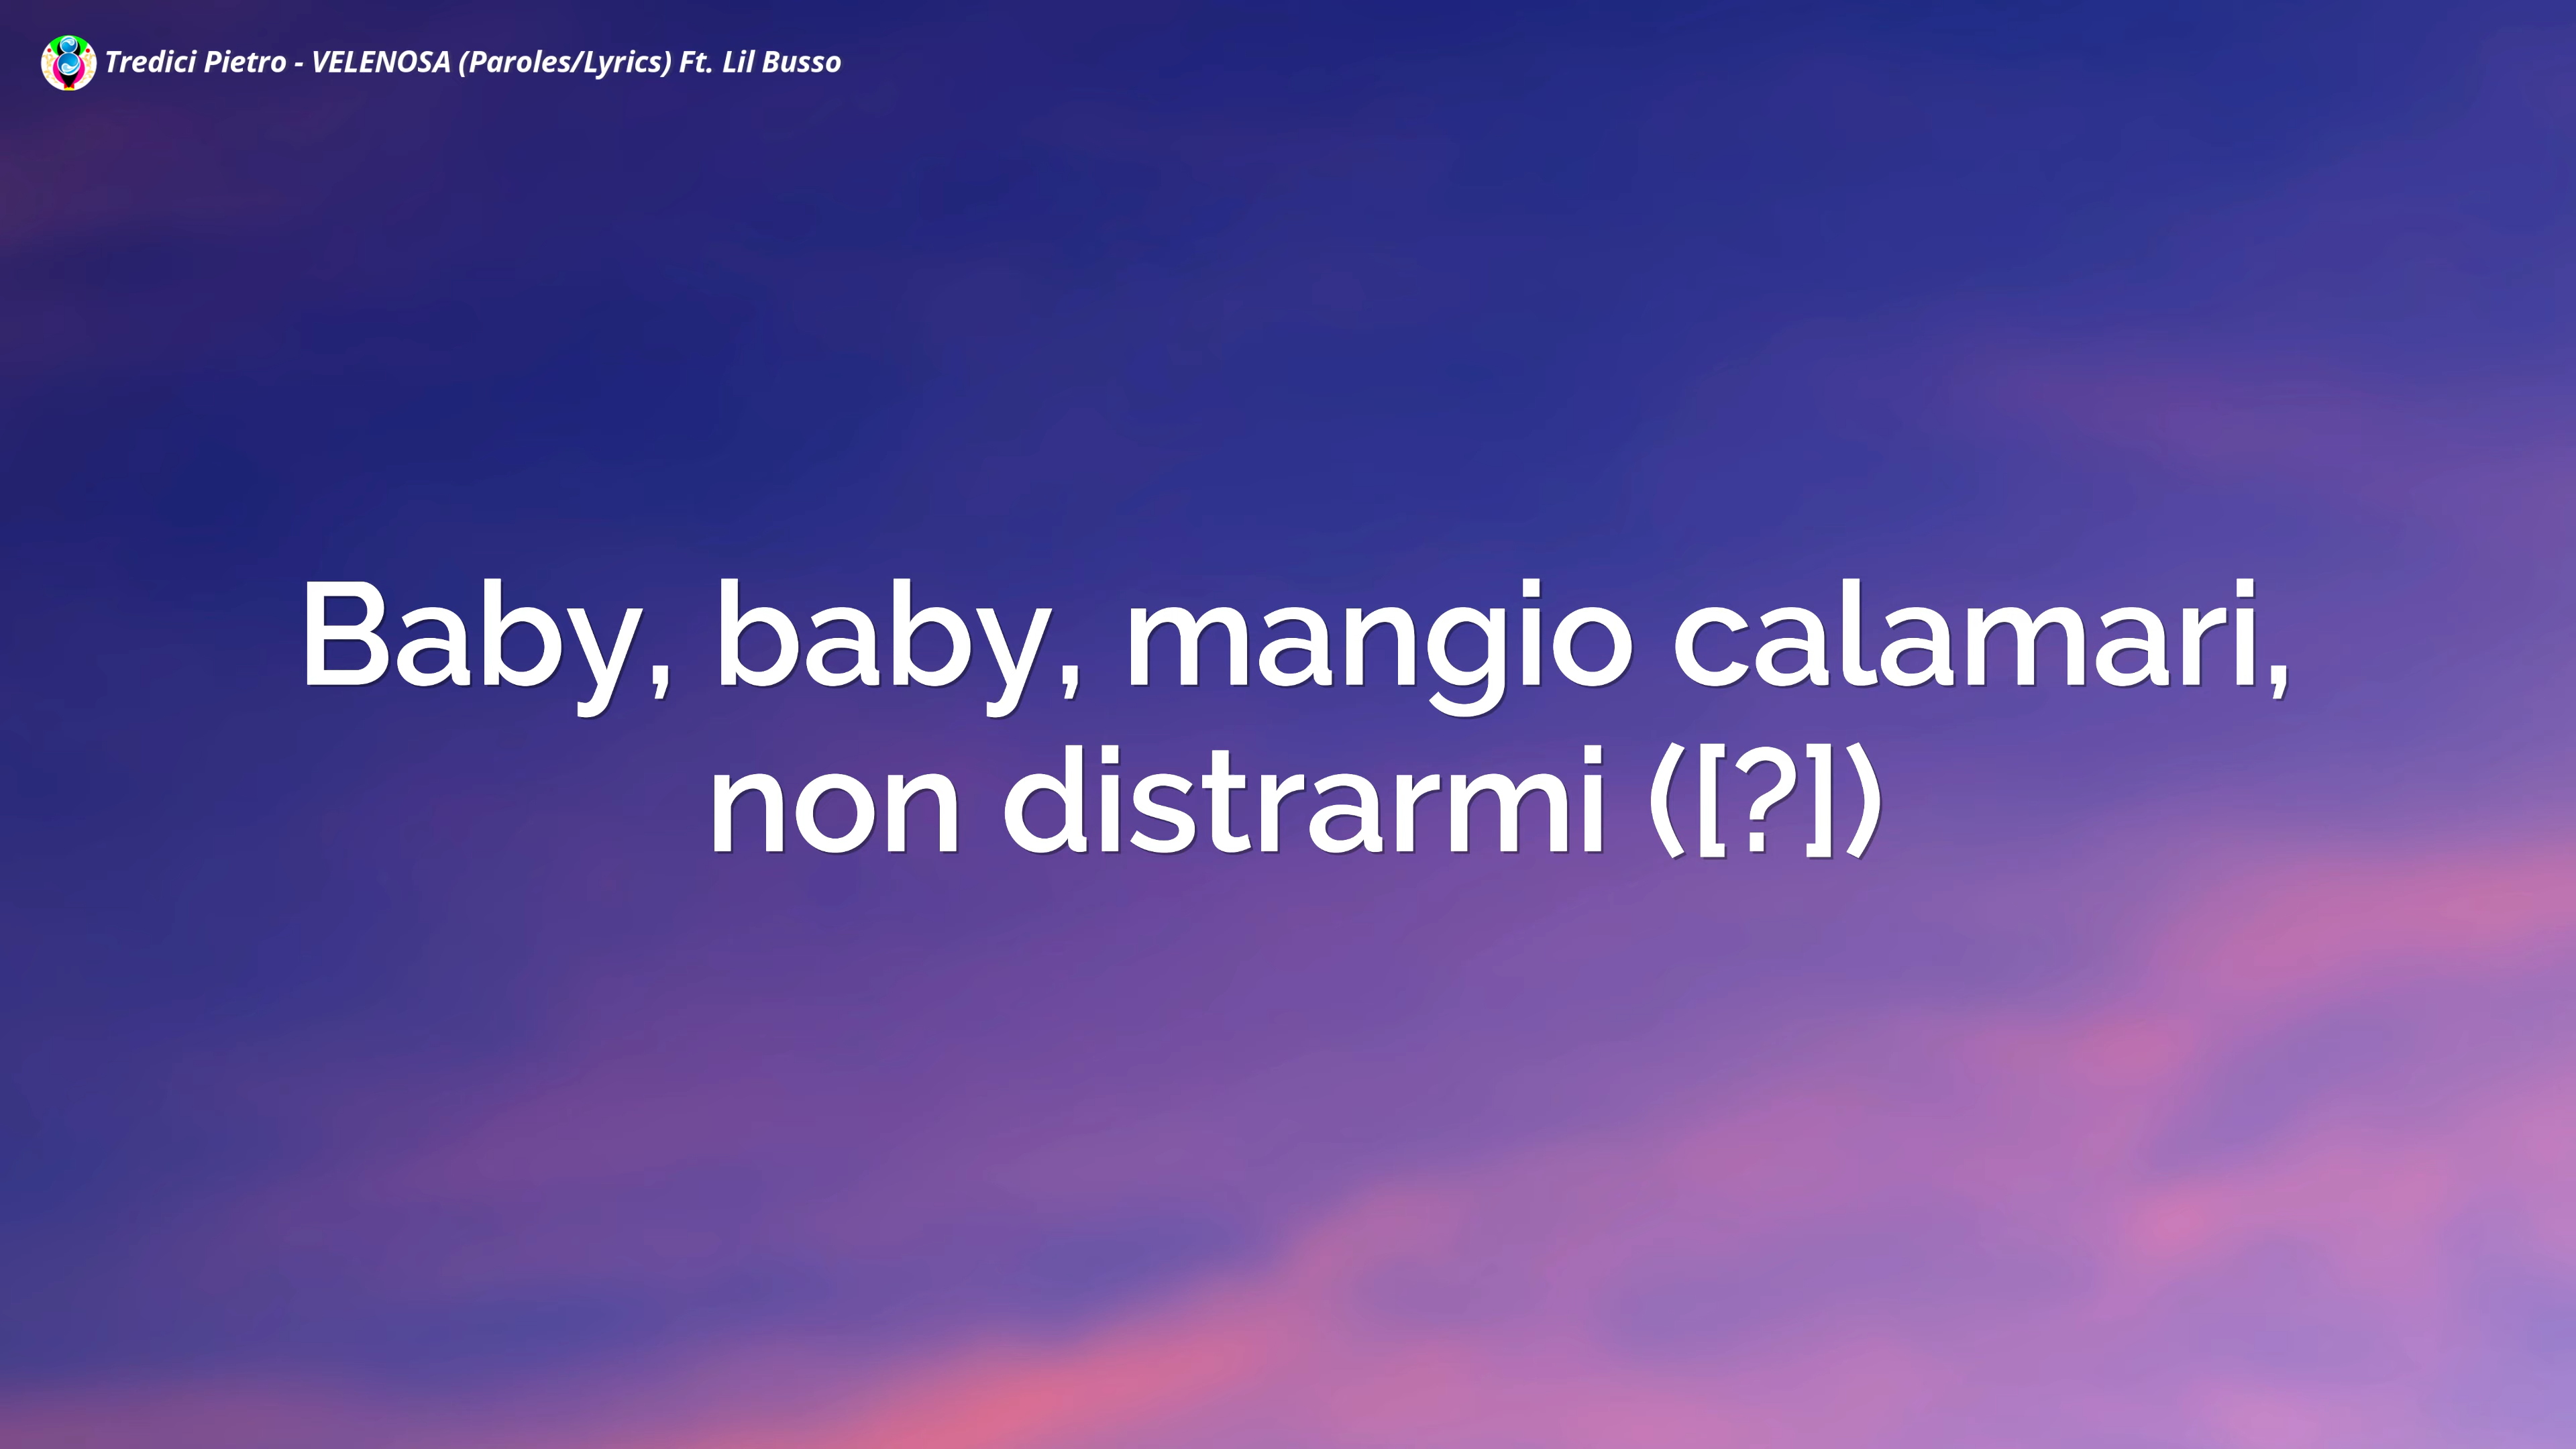 Tredici Pietro - VELENOSA (Paroles/Lyrics) Ft. Lil Busso
Baby, baby, mangio calamari,
non distrarmi ([?])